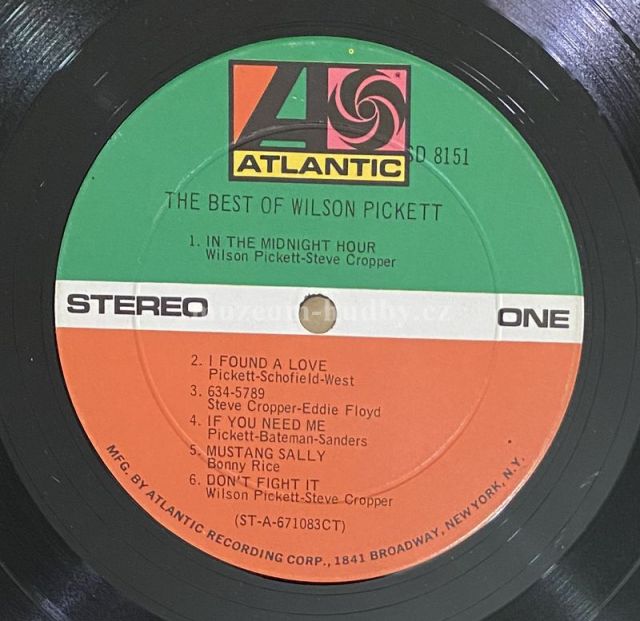 ATLANTIC
SD 8151
THE BEST OF WILSON PICKETT
1. IN THE MIDNIGHT HOUR
Wilson Pickett-Steve Cropper
STEREO
ONE
muzeum-hudby.cz
2. I FOUND A LOVE
Pickett-Schofield-West
3. 634-5789
Steve Cropper-Eddie Floyd
4. IF YOU NEED ME
Pickett-Bateman-Sanders
5. MUSTANG SALLY
Bonny Rice
6. DON'T FIGHT IT
Wilson Pickett-Steve Cropper
(ST-A-671083CT)
MFG. BY ATLANTIC RECORDING CORP., 1841 BROADWAY, NEW YORK, N.Y.